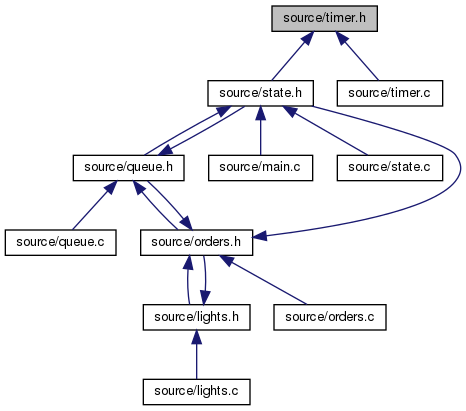 source/timer.h
source/state.h
source/timer.c
source/queue.h
source/main.c
source/state.c
source/queue.c
source/orders.h
source/lights.h
source/orders.c
source/lights.c